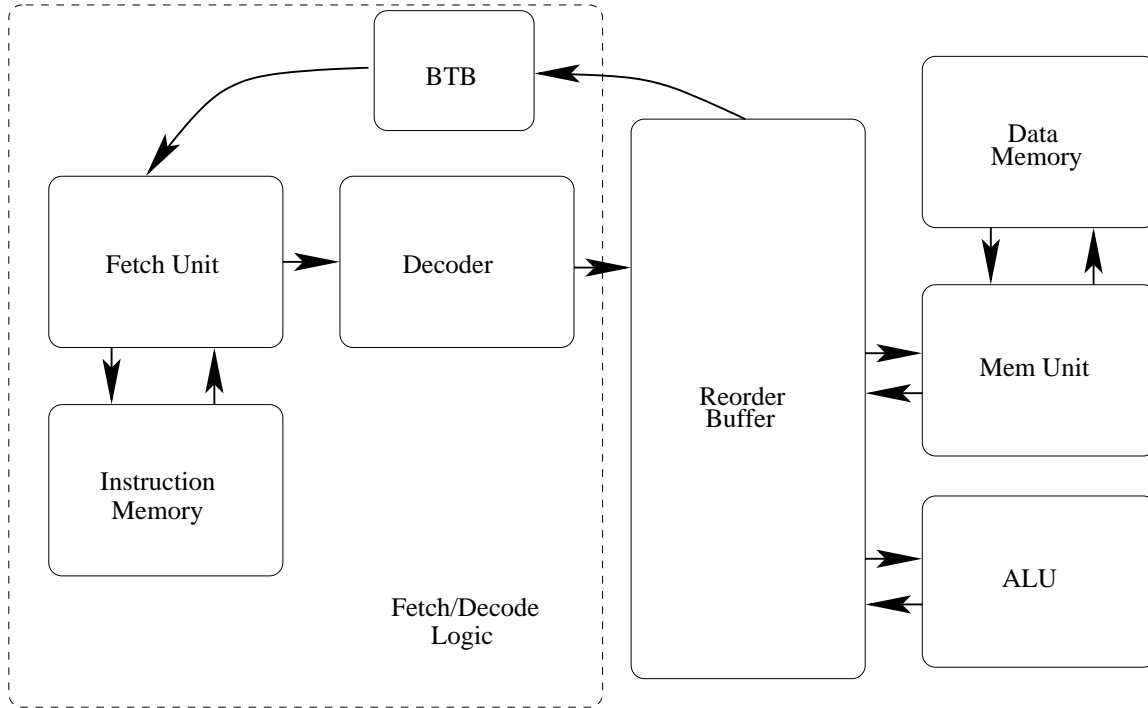 BTB
Data
Memory
Fetch Unit
Decoder
Mem Unit
Reorder
Buffer
Instruction
Memory
ALU
Fetch/Decode
Logic